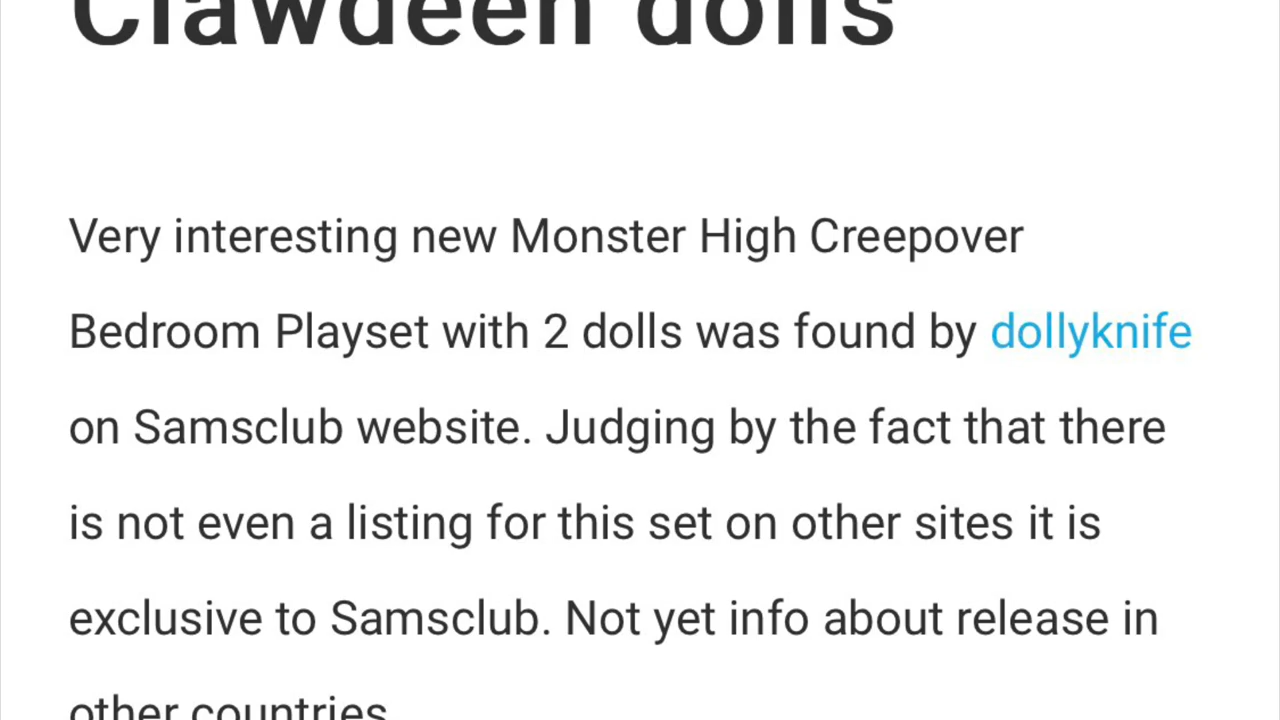 Clawdeen dolls
Very interesting new Monster High Creepover
Bedroom Playset with 2 dolls was found by dollyknife
on Samsclub website. Judging by the fact that there
is not even a listing for this set on other sites it is
exclusive to Samsclub. Not yet info about release in
other countries